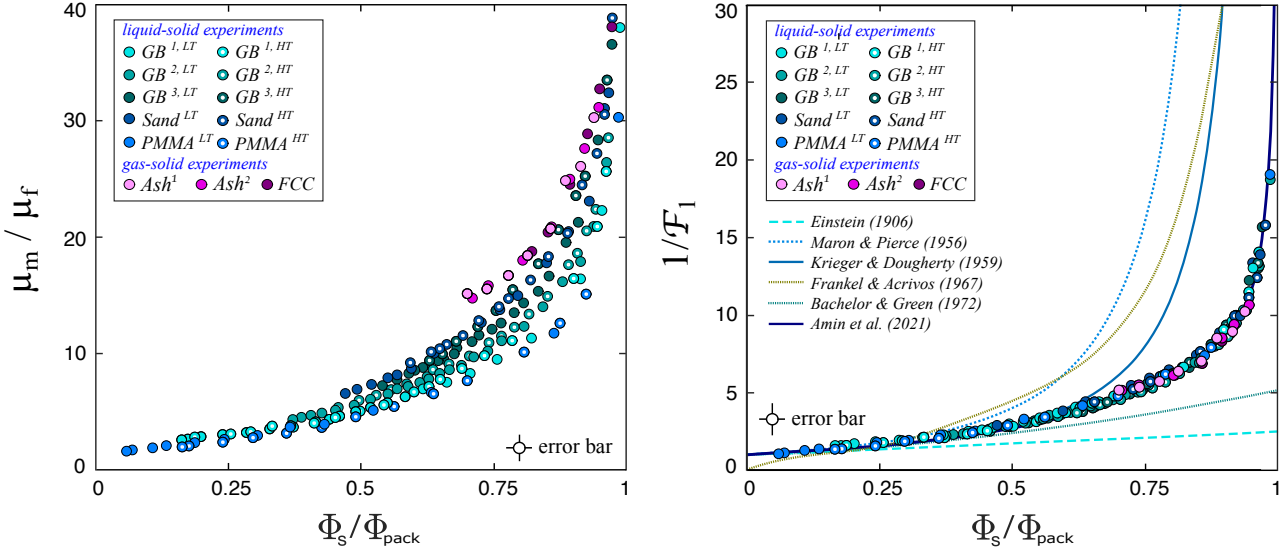 μm / μf
40
30
20
10
0
liquid-solid experiments
GB 1, LT GB 1, HT
GB 2, LT GB 2, HT
GB 3, LT GB 3, HT
Sand LT Sand HT
PMMA LT PMMA HT
gas-solid experiments
Ash1 Ash2 FCC
error bar
0 0.25 0.5 0.75 1
Φs/Φpack
1/F1
30
25
20
15
10
5
0
liquid-solid experiments
GB 1, LT GB 1, HT
GB 2, LT GB 2, HT
GB 3, LT GB 3, HT
Sand LT Sand HT
PMMA LT PMMA HT
gas-solid experiments
Ash1 Ash2 FCC
Einstein (1906)
Maron & Pierce (1956)
Krieger & Dougherty (1959)
Frankel & Acrivos (1967)
Bachelor & Green (1972)
Amin et al. (2021)
error bar
0 0.25 0.5 0.75 1
Φs/Φpack